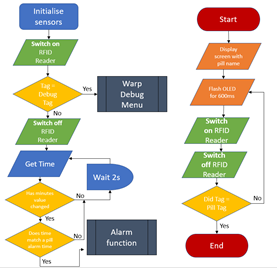 Initialise
sensors
Switch on
RFID
Reader
Tag =
Debug
Tag
Yes
Warp
Debug
Menu
No
Switch off
RFID
Reader
Get Time
Wait 2s
Has minutes
value
changed
No
Yes
Does time
match a pill
alarm time
No
Yes
Alarm
function
Start
Display
screen with
pill name
Flash OLED
for 600ms
Switch
on RFID
Reader
Switch
off RFID
Reader
Did Tag =
Pill Tag
No
Yes
End